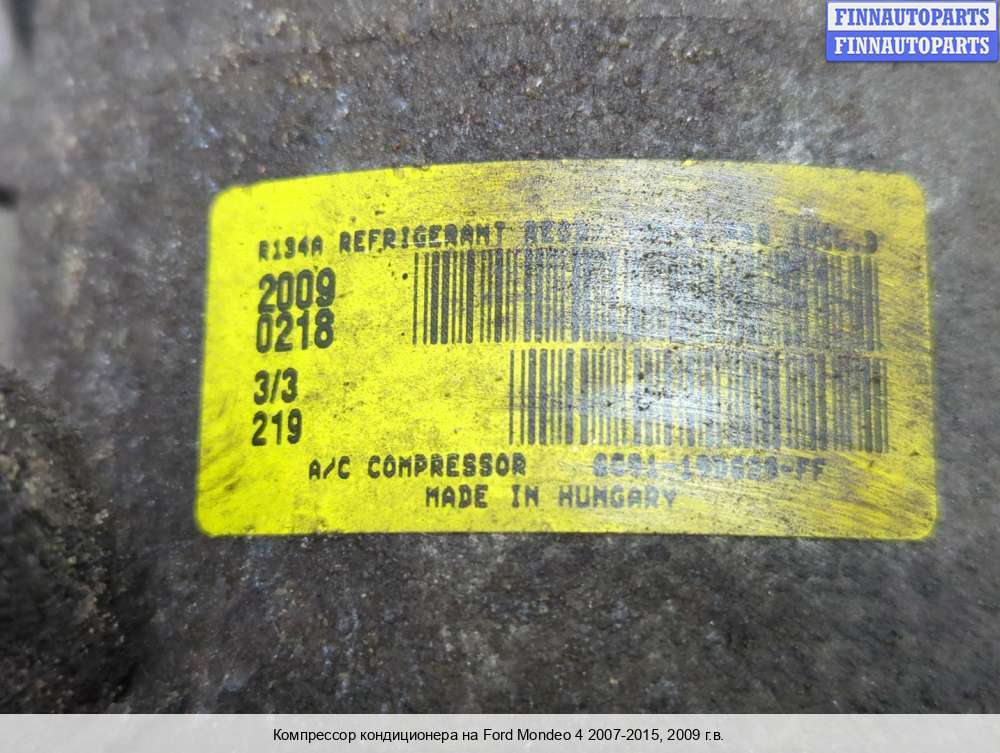 FINNAUTOPARTS
FINNAUTOPARTS
R134A REFRIGERANT
2009
0218
3/3
219
A/C COMPRESSOR
MADE IN HUNGARY
Компрессор кондиционера на Ford Mondeo 4 2007-2015, 2009 г.в.